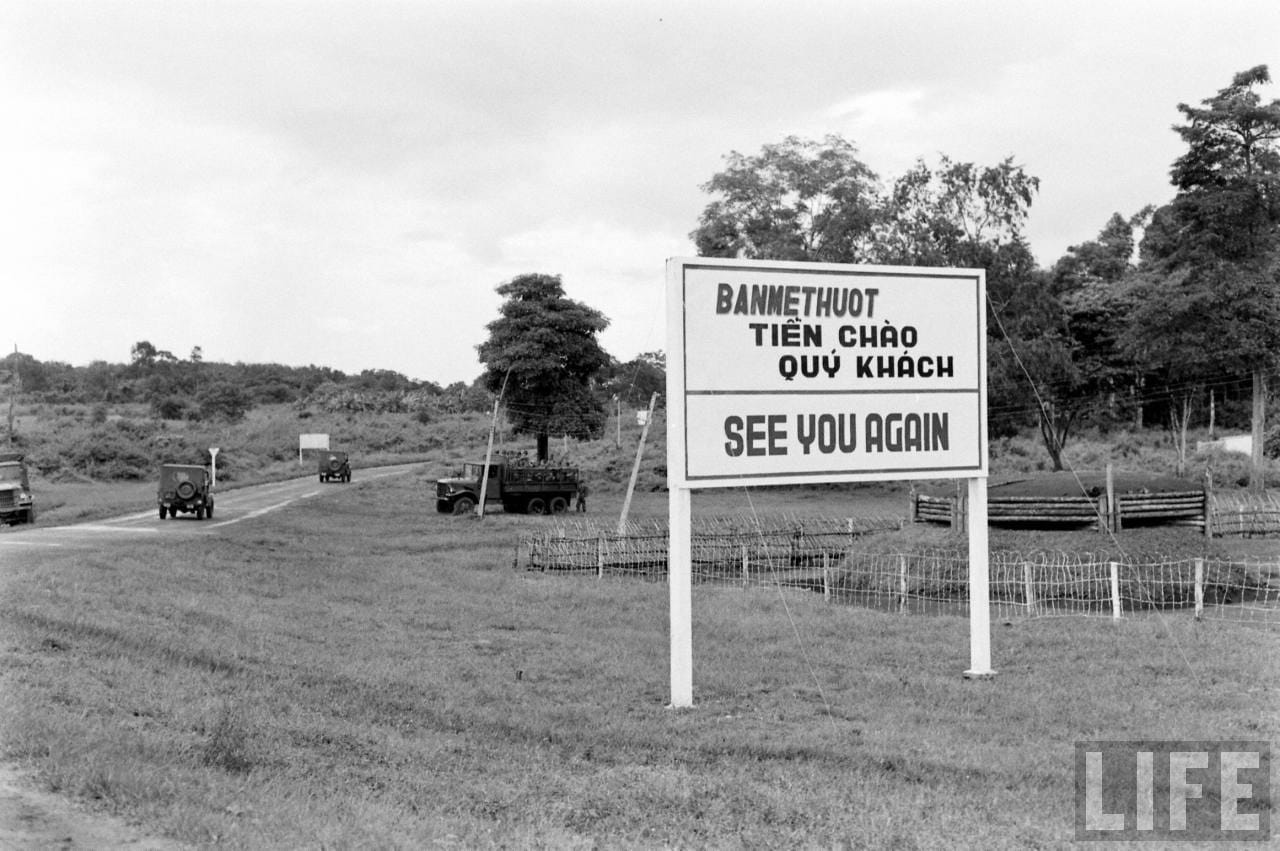 BANMETHUOT
TIỄN CHÀO
QUÝ KHÁCH
SEE YOU AGAIN
LIFE